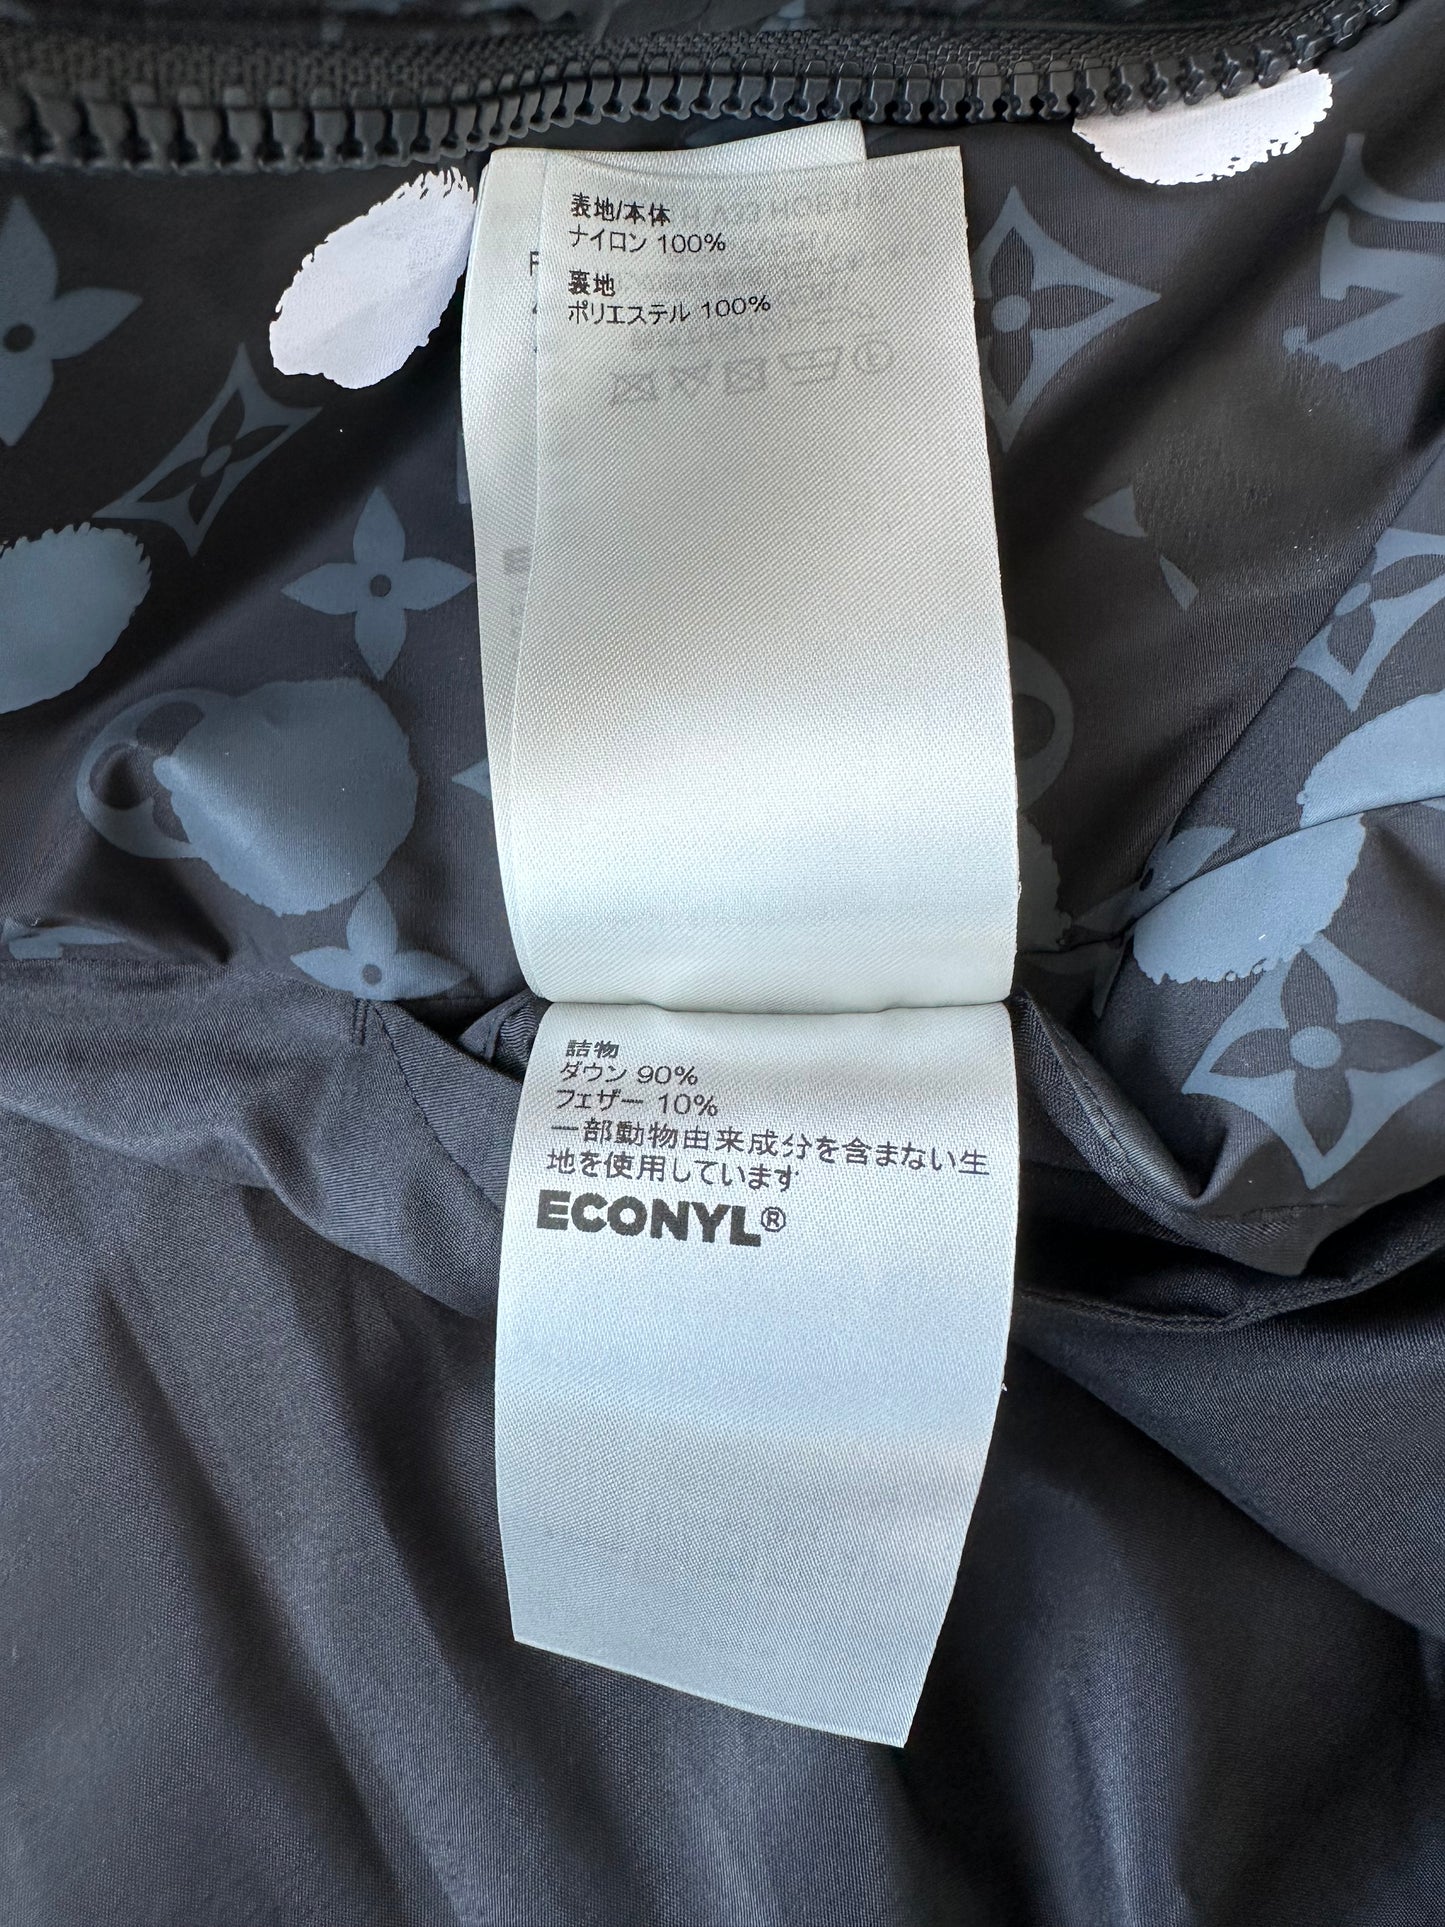 表地/本体
ナイロン 100%
裏地
ポリエステル 100%
詰物
ダウン 90%
フェザー 10%
一部動物由来成分を含まない生
地を使用しています
ECONYL®